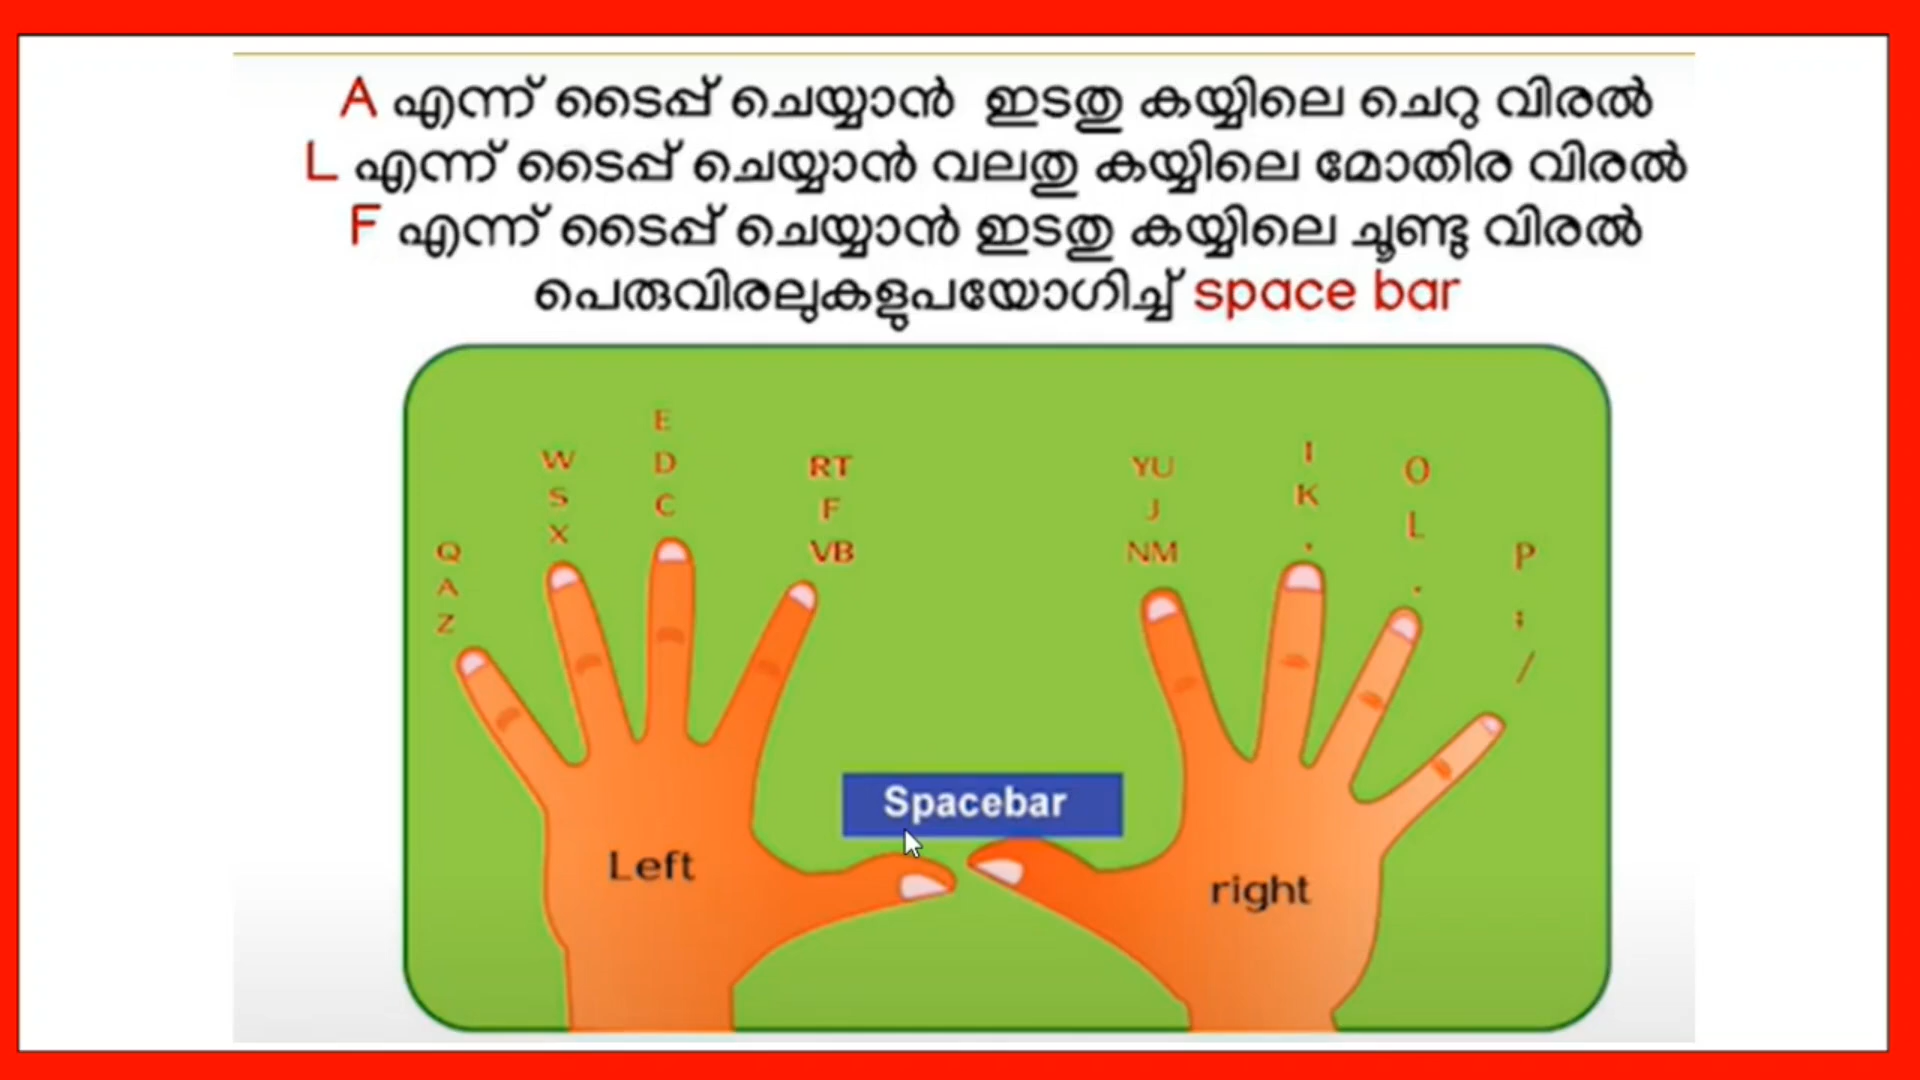 A എന്ന് ടൈപ്പ് ചെയ്യാൻ ഇടതു കയ്യിലെ ചെറു വിരൽ
L എന്ന് ടൈപ്പ് ചെയ്യാൻ വലതു കയ്യിലെ മോതിര വിരൽ
F എന്ന് ടൈപ്പ് ചെയ്യാൻ ഇടതു കയ്യിലെ ചൂണ്ടു വിരൽ
പെരുവിരലുകളുപയോഗിച്ച് space bar
Q
A
Z
W
S
X
E
D
C
RT
F
VB
YU
J
NM
I
K
O
L
.
P
;
/
Spacebar
Left
right